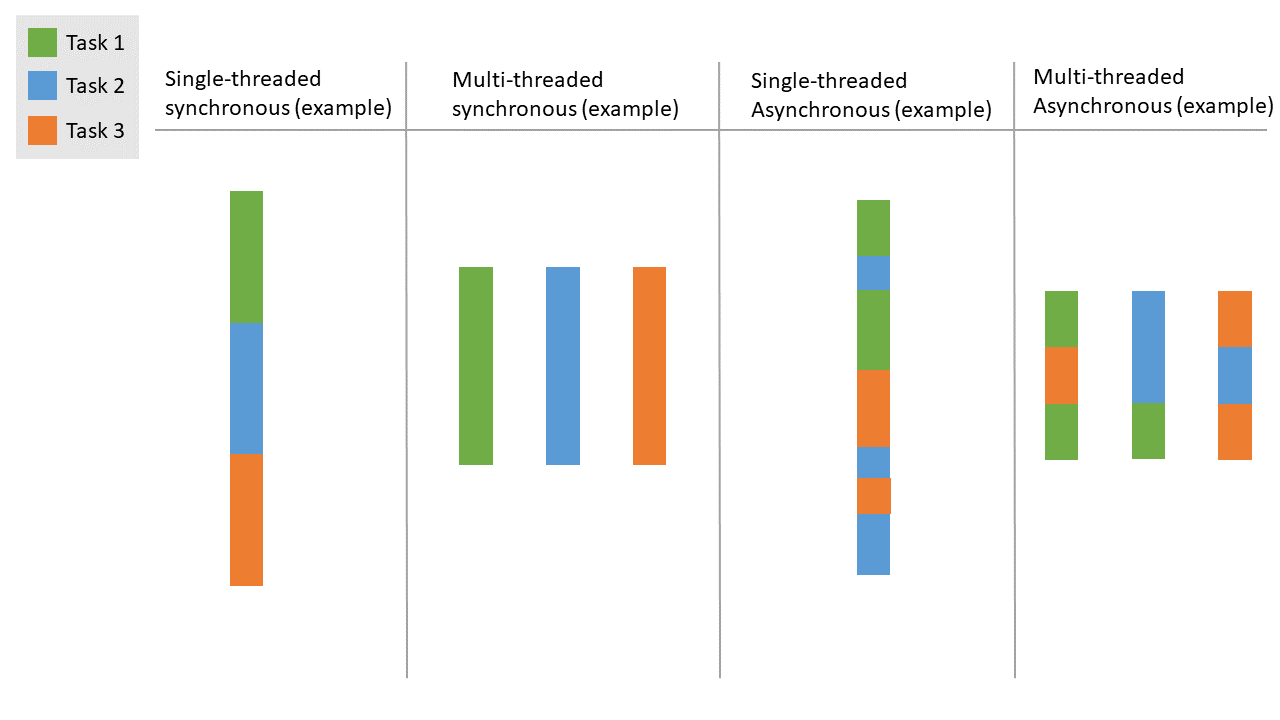 Task 1
Task 2
Task 3
Single-threaded
synchronous (example)
Multi-threaded
synchronous (example)
Single-threaded
Asynchronous (example)
Multi-threaded
Asynchronous (example)